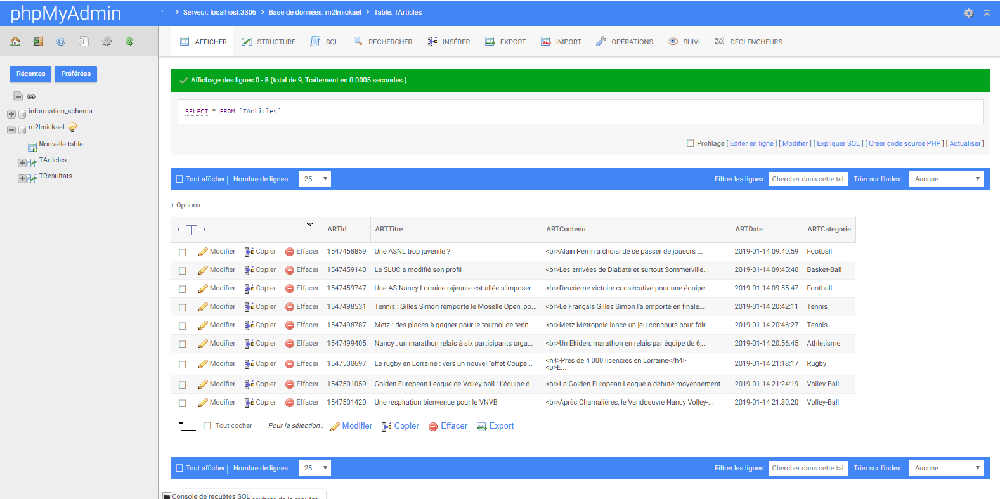 phpMyAdmin
← › Serveur: localhost:3306 › Base de données: m2lmickael › Table: TArticles
AFFICHER STRUCTURE SQL RECHERCHER INSÉRER EXPORT IMPORT OPÉRATIONS SUIVI DÉCLENCHEURS
Récentes Préférées
information_schema
m2lmickael
Nouvelle table
TArticles
TResultats
Affichage des lignes 0 - 8 (total de 9, Traitement en 0.0005 secondes.)
SELECT * FROM `TArticles`
Profilage [ Éditer en ligne ] [ Modifier ] [ Expliquer SQL ] [ Créer code source PHP ] [ Actualiser ]
Tout afficher | Nombre de lignes : 25 Filtrer les lignes: Chercher dans cette tab Trier sur l'index: Aucune
+ Options
←T→ ARTId ARTTitre ARTContenu ARTDate ARTCategorie
Modifier Copier Effacer 1547458859 Une ASNL trop juvénile ? <br>Alain Perrin a choisi de se passer de joueurs ... 2019-01-14 09:40:59 Football
Modifier Copier Effacer 1547459140 Le SLUC a modifié son profil <br>Les arrivées de Diabaté et surtout Sommerville... 2019-01-14 09:45:40 Basket-Ball
Modifier Copier Effacer 1547459747 Une AS Nancy Lorraine rajeunie est allée s'imposer... <br>Deuxième victoire consécutive pour une équipe ... 2019-01-14 09:55:47 Football
Modifier Copier Effacer 1547498531 Tennis : Gilles Simon remporte le Moselle Open, po... <br>Le Français Gilles Simon l'a emporté en finale... 2019-01-14 20:42:11 Tennis
Modifier Copier Effacer 1547498787 Metz : des places à gagner pour le tournoi de tenn... <br>Metz Métropole lance un jeu-concours pour fair... 2019-01-14 20:46:27 Tennis
Modifier Copier Effacer 1547499405 Nancy : un marathon relais à six participants orga... <br>Un Ekiden, marathon en relais par équipe de 6,... 2019-01-14 20:56:45 Athletisme
Modifier Copier Effacer 1547500697 Le rugby en Lorraine : vers un nouvel "effet Coupe... <h4>Près de 4 000 licenciés en Lorraine</h4> 2019-01-14 21:18:17 Rugby
<p>E...
Modifier Copier Effacer 1547501059 Golden European League de Volley-ball : L'équipe d... <br>La Golden European League a débuté moyennement... 2019-01-14 21:24:19 Volley-Ball
Modifier Copier Effacer 1547501420 Une respiration bienvenue pour le VNVB <br>Après Chamalières, le Vandoeuvre Nancy Volley-... 2019-01-14 21:30:20 Volley-Ball
Tout cocher Pour la sélection : Modifier Copier Effacer Export
Tout afficher | Nombre de lignes : 25 Filtrer les lignes: Chercher dans cette tab Trier sur l'index: Aucune
Console de requêtes SQL